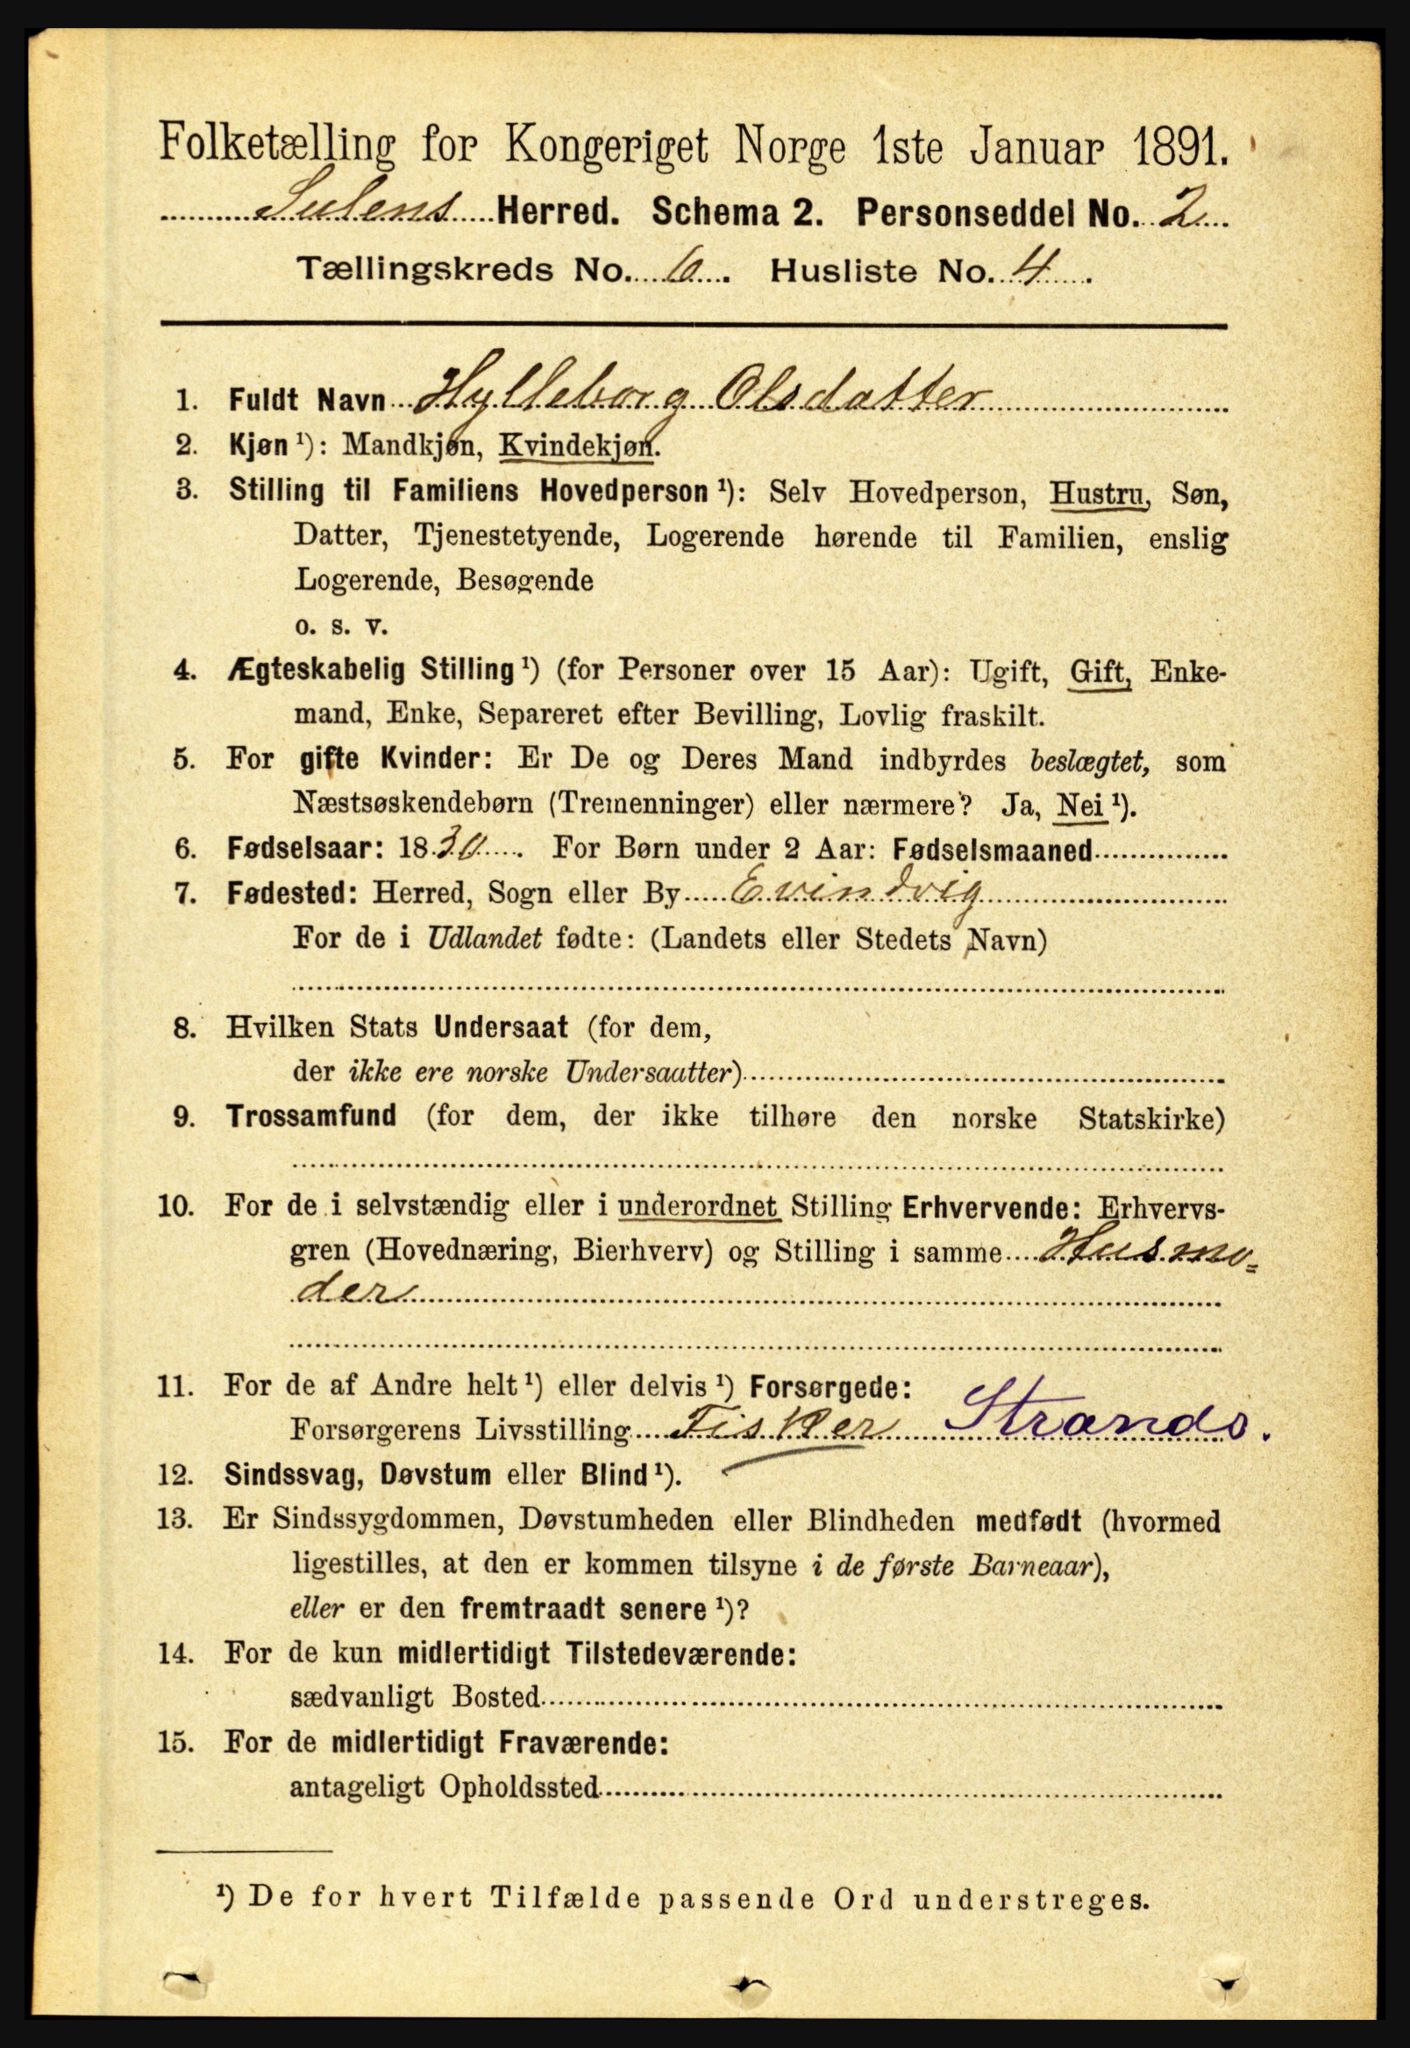 Folketælling for Kongeriget Norge 1ste Januar 1891.
Sulens Herred. Schema 2. Personseddel No. 2
Tællingskreds No. 6. Husliste No. 4.
1. Fuldt Navn Hylleborg Olsdatter
2. Kjøn ¹): Mandkjøn, Kvindekjøn.
3. Stilling til Familiens Hovedperson ¹): Selv Hovedperson, Hustru, Søn,
Datter, Tjenestetyende, Logerende hørende til Familien, enslig
Logerende, Besøgende
o. s. v.
4. Ægteskabelig Stilling ¹) (for Personer over 15 Aar): Ugift, Gift, Enke-
mand, Enke, Separeret efter Bevilling, Lovlig fraskilt.
5. For gifte Kvinder: Er De og Deres Mand indbyrdes beslægtet, som
Næstsøskendebørn (Tremenninger) eller nærmere? Ja, Nei ¹).
6. Fødselsaar: 1830. For Børn under 2 Aar: Fødselsmaaned
7. Fødested: Herred, Sogn eller By Evindvig
For de i Udlandet fødte: (Landets eller Stedets Navn)
8. Hvilken Stats Undersaat (for dem,
der ikke ere norske Undersaatter)
9. Trossamfund (for dem, der ikke tilhøre den norske Statskirke)
10. For de i selvstændig eller i underordnet Stilling Erhvervende: Erhvervs-
gren (Hovednæring, Bierhverv) og Stilling i samme Husmo=
der
11. For de af Andre helt ¹) eller delvis ¹) Forsørgede:
Forsørgerens Livsstilling Fisker Strands.
12. Sindssvag, Døvstum eller Blind ¹).
13. Er Sindssygdommen, Døvstumheden eller Blindheden medfødt (hvormed
ligestilles, at den er kommen tilsyne i de første Barneaar),
eller er den fremtraadt senere ¹)?
14. For de kun midlertidigt Tilstedeværende:
sædvanligt Bosted
15. For de midlertidigt Fraværende:
antageligt Opholdssted
¹) De for hvert Tilfælde passende Ord understreges.